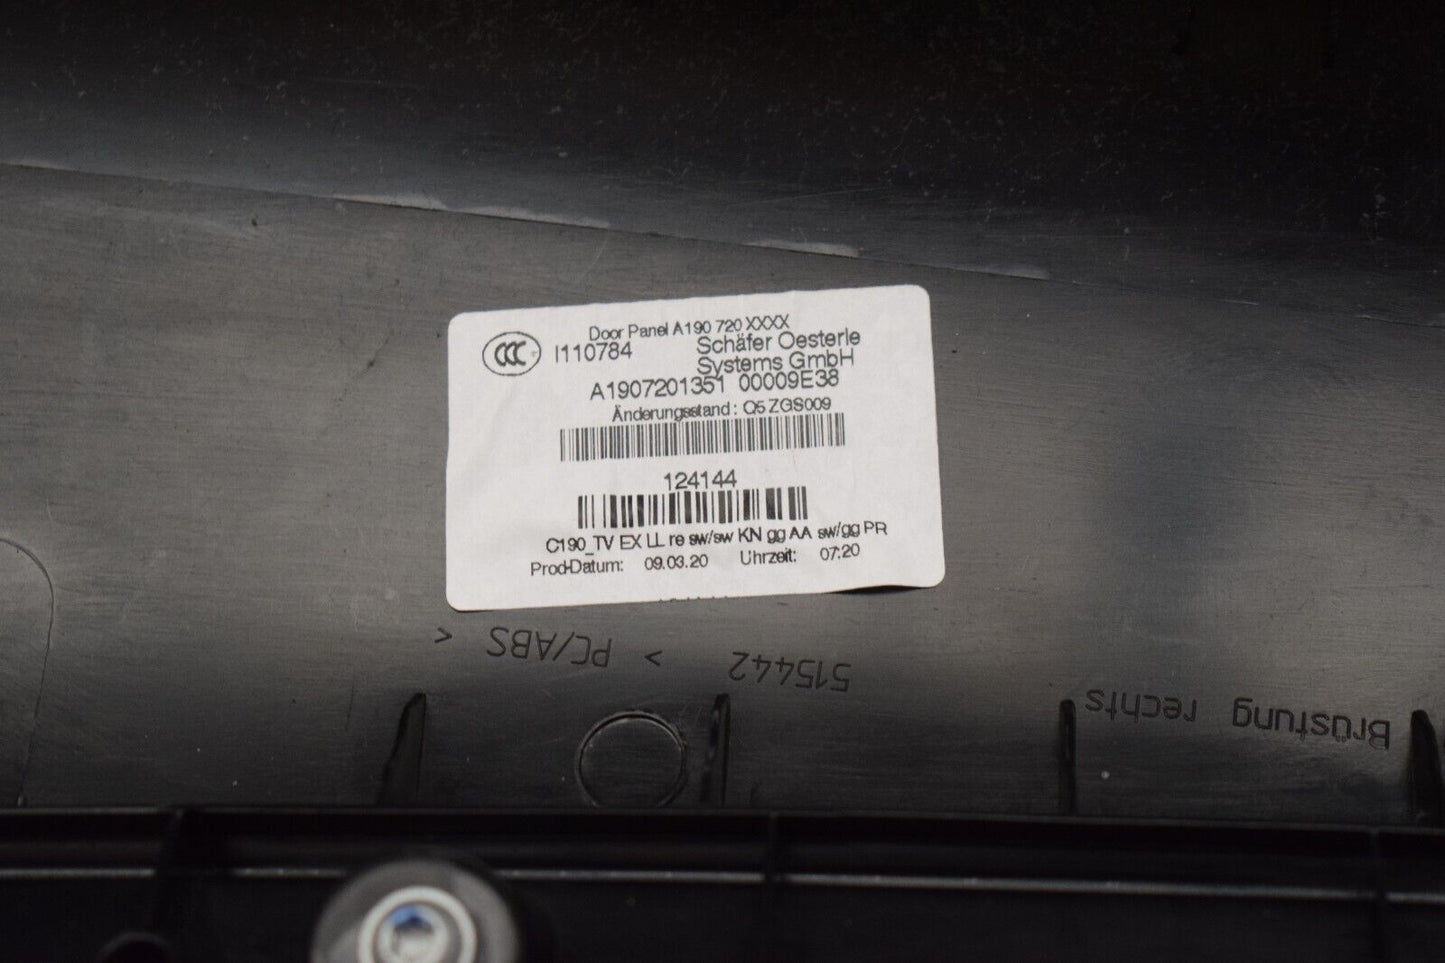 Door Panel A190 720 XXXX
CCC I110784 Schäfer Oesterle
Systems GmbH
A1907201351 00009E38
Änderungsstand: Q5 ZGS009
124144
C190_TV EX LL re sw/sw KN gg AA sw/gg PR
Prod-Datum: 09.03.20 Uhrzeit: 07:20
Brüstung rechts
515442 > PC/ABS <